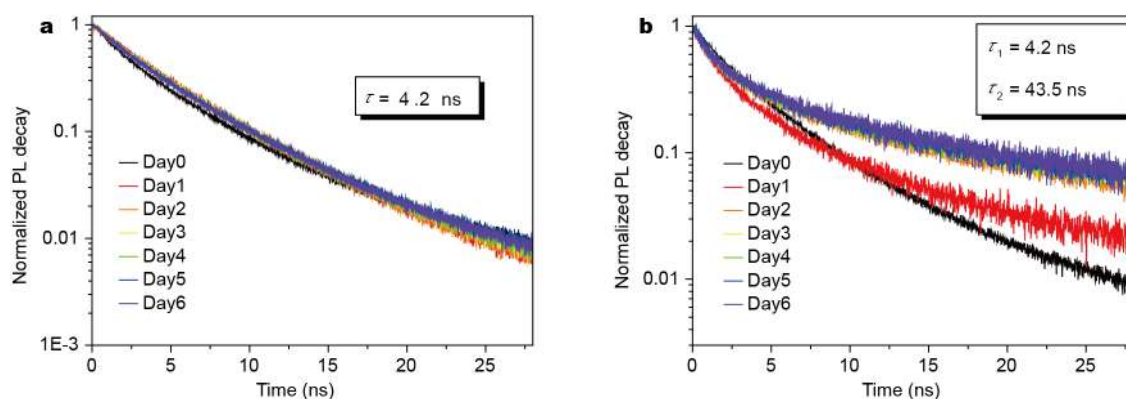 a
Normalized PL decay
1
0.1
0.01
1E-3
τ = 4 .2 ns
Day0
Day1
Day2
Day3
Day4
Day5
Day6
0 5 10 15 20 25
Time (ns)
b
Normalized PL decay
1
0.1
0.01
τ1 = 4.2 ns
τ2 = 43.5 ns
Day0
Day1
Day2
Day3
Day4
Day5
Day6
0 5 10 15 20 25
Time (ns)